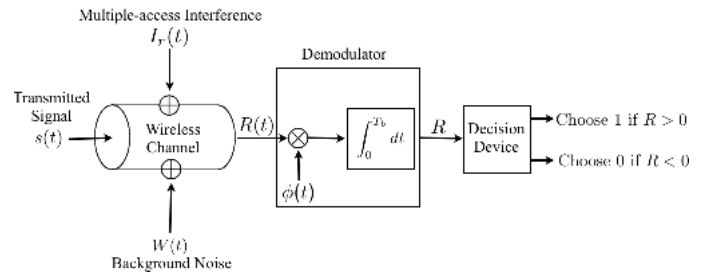 Multiple-access Interference
I_r(t)
Demodulator
Transmitted
Signal
s(t)
Wireless
Channel
R(t)
∫_0^{T_b} dt
R
Decision
Device
Choose 1 if R > 0
Choose 0 if R < 0
ϕ(t)
W(t)
Background Noise